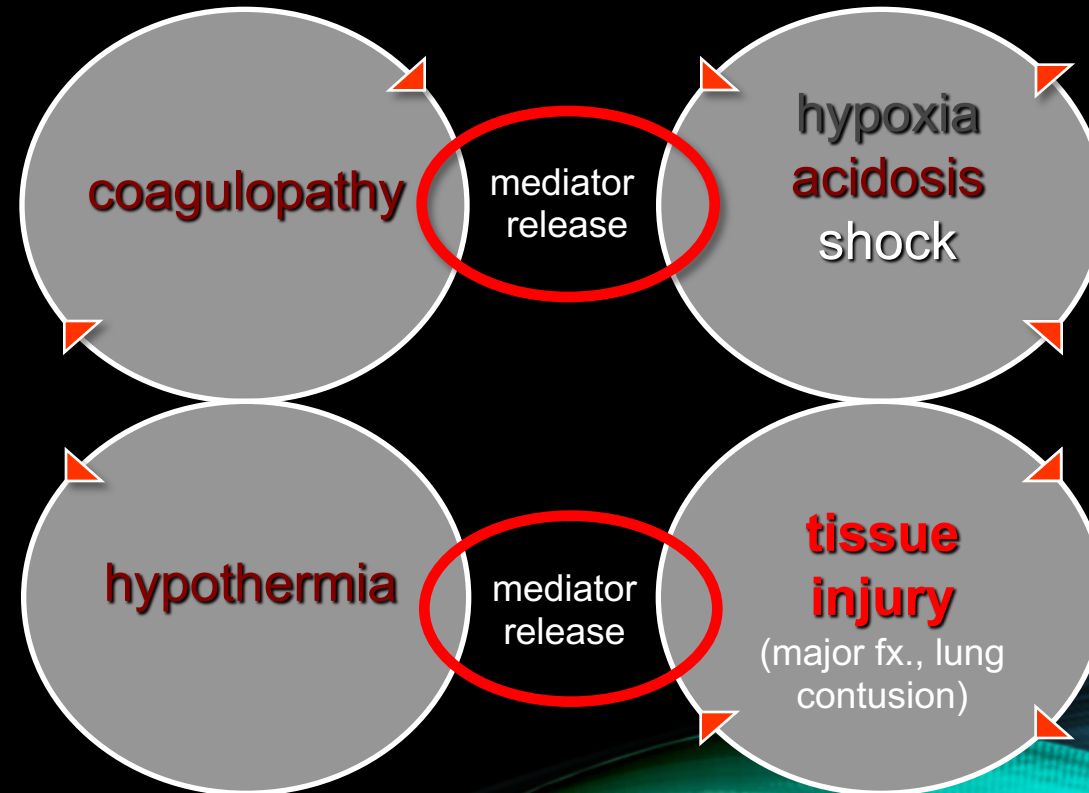 coagulopathy
mediator
release
hypoxia
acidosis
shock
hypothermia
mediator
release
tissue
injury
(major fx., lung
contusion)